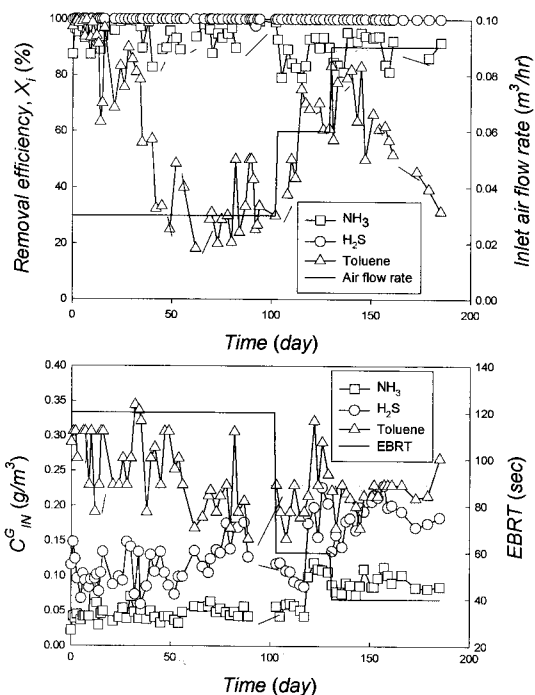 Removal efficiency, Xi (%)
100
80
60
40
20
0
Inlet air flow rate (m³/hr)
0.10
0.08
0.06
0.04
0.02
0.00
NH3
H2S
Toluene
Air flow rate
0 50 100 150 200
Time (day)
C^G_IN (g/m³)
0.40
0.35
0.30
0.25
0.20
0.15
0.10
0.05
0.00
EBRT (sec)
140
120
100
80
60
40
20
NH3
H2S
Toluene
EBRT
0 50 100 150 200
Time (day)